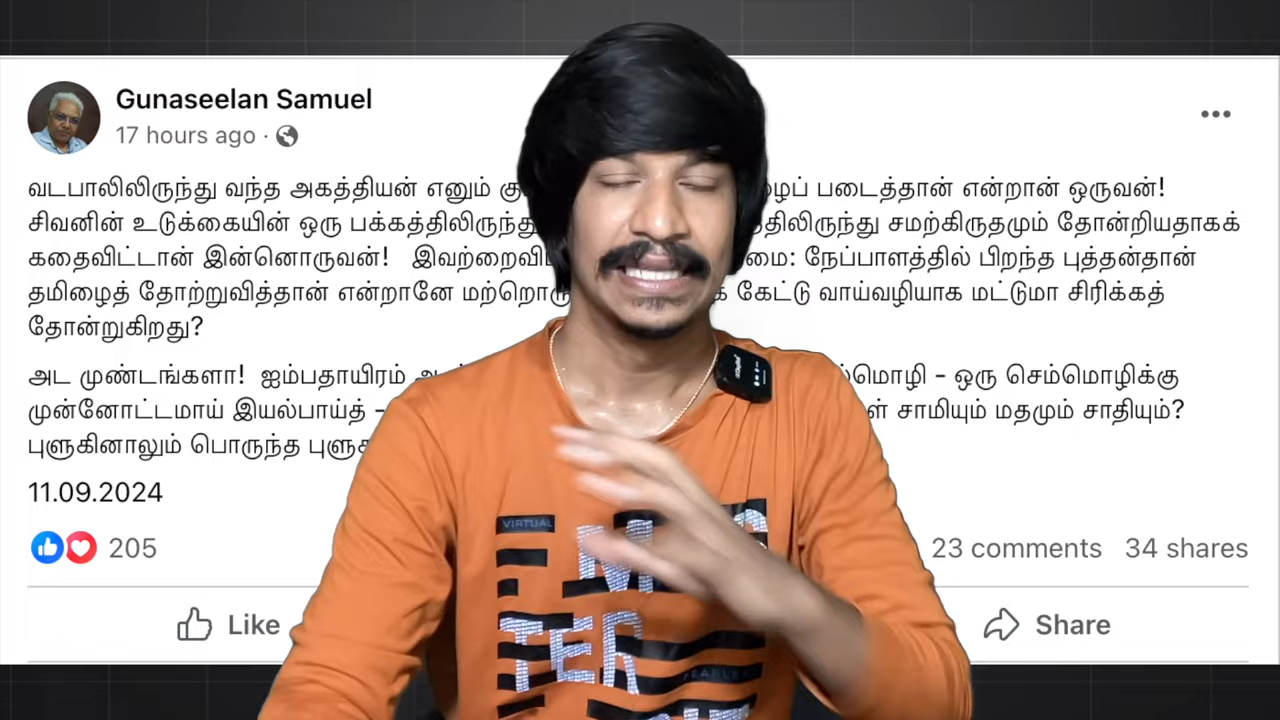 Gunaseelan Samuel
17 hours ago ·
வடபாலிலிருந்து வந்த அகத்தியன் எனும் படைத்தான் என்றான் ஒருவன்!
சிவனின் உடுக்கையின் ஒரு பக்கத்திலிருந்து சமற்கிருதமும் தோன்றியதாகக்
கதைவிட்டான் இன்னொருவன்! நேப்பாளத்தில் பிறந்த புத்தன்தான்
தமிழைத் தோற்றுவித்தான் என்றானே கேட்டு வாய்வழியாக மட்டுமா சிரிக்கத்
தோன்றுகிறது?
அட முண்டங்களா! ஐம்பதாயிரம் – ஒரு செம்மொழிக்கு
முன்னோட்டமாய் இயல்பாய்த் – சாமியும் மதமும் சாதியும்?
புளுகினாலும் பொருந்த
11.09.2024
205
23 comments 34 shares
Like
Share
VIRTUAL
TER